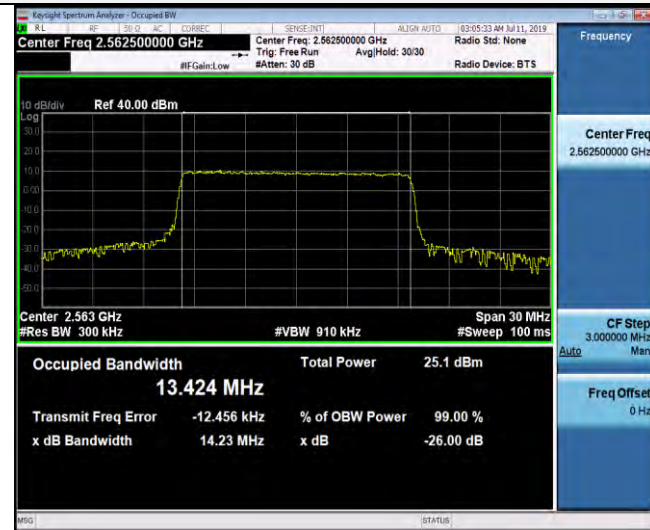 Keysight Spectrum Analyzer - Occupied BW
RL RF 50 Ω AC CORREC SENSE:INT ALIGN AUTO 03:05:33 AM Jul 11, 2019
Center Freq 2.562500000 GHz
Center Freq: 2.562500000 GHz
Radio Std: None
Trig: Free Run Avg|Hold: 30/30
#IFGain:Low
#Atten: 30 dB
Radio Device: BTS
Frequency
10 dB/div Ref 40.00 dBm
Log
30.0
20.0
10.0
0.00
-10.0
-20.0
-30.0
-40.0
-50.0
Center Freq
2.562500000 GHz
Center 2.563 GHz
Span 30 MHz
#Res BW 300 kHz
#VBW 910 kHz
#Sweep 100 ms
CF Step
3.000000 MHz
Auto Man
Occupied Bandwidth
13.424 MHz
Total Power 25.1 dBm
Transmit Freq Error -12.456 kHz
% of OBW Power 99.00 %
x dB Bandwidth 14.23 MHz
x dB -26.00 dB
Freq Offset
0 Hz
MSG
STATUS